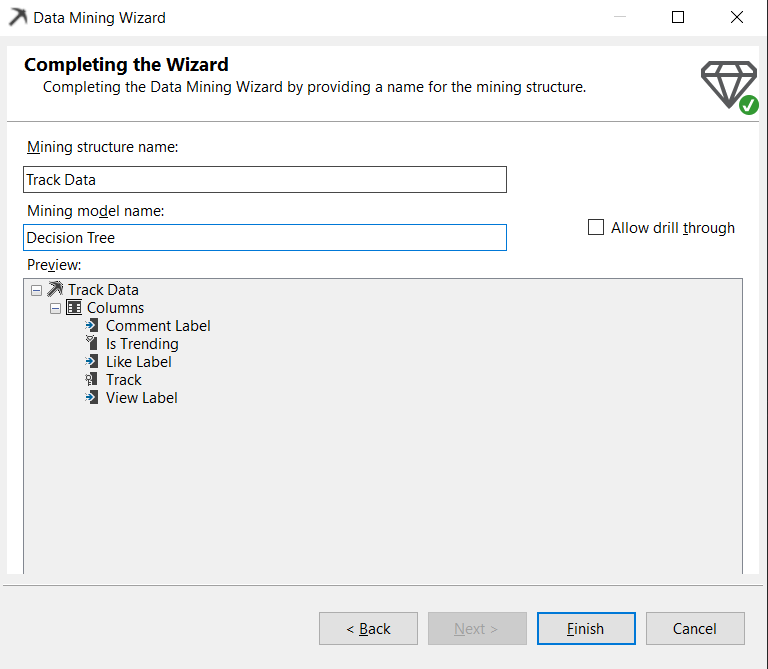 Data Mining Wizard
Completing the Wizard
Completing the Data Mining Wizard by providing a name for the mining structure.
Mining structure name:
Track Data
Mining model name:
Decision Tree
Allow drill through
Preview:
Track Data
Columns
Comment Label
Is Trending
Like Label
Track
View Label
< Back
Next >
Finish
Cancel